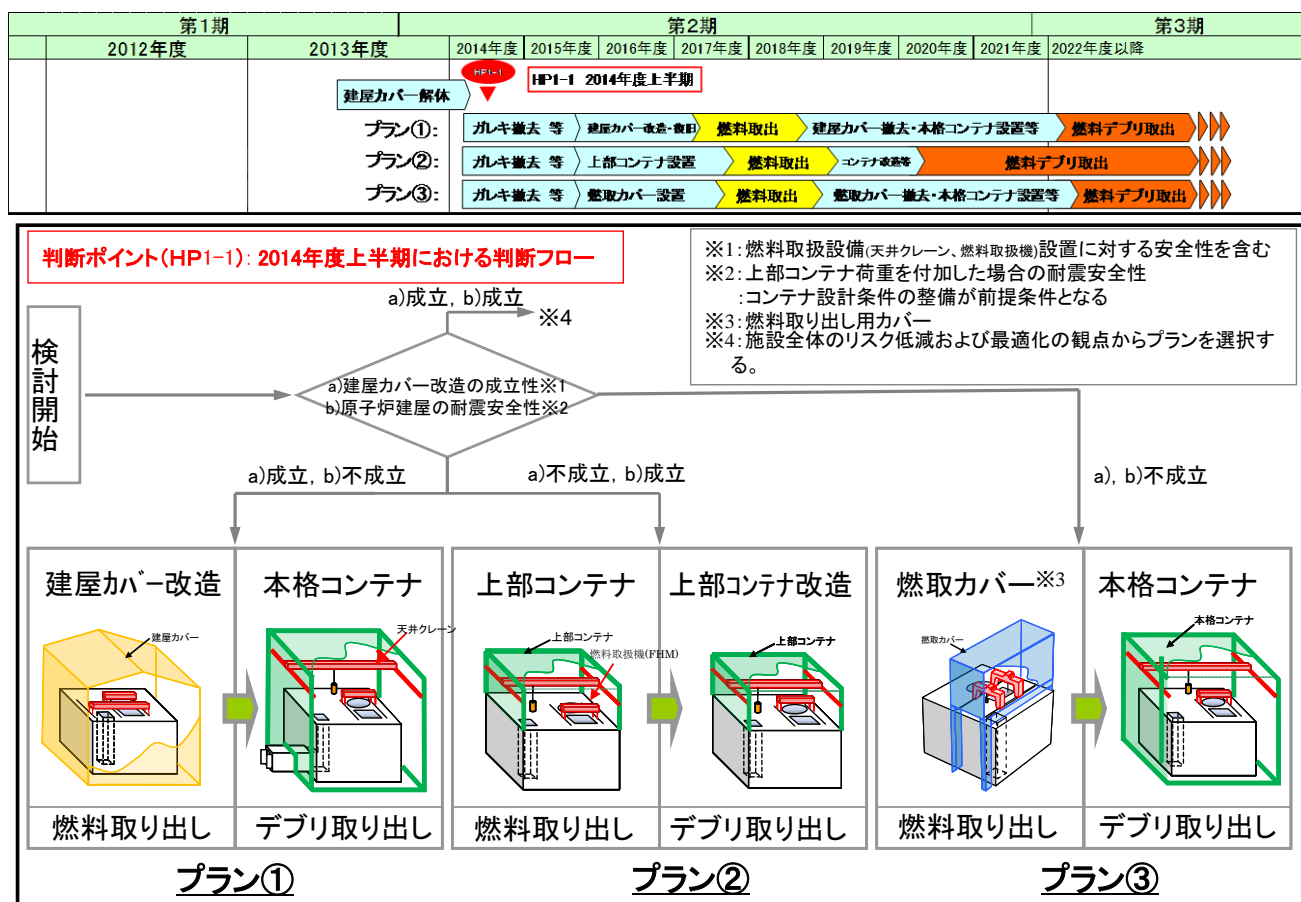 第1期 第2期 第3期
2012年度 2013年度 2014年度 2015年度 2016年度 2017年度 2018年度 2019年度 2020年度 2021年度 2022年度以降
HP1-1
HP1-1 2014年度上半期
建屋カバー解体
プラン①: ガレキ撤去 等 建屋カバー改造・復旧 燃料取出 建屋カバー撤去・本格コンテナ設置等 燃料デブリ取出
プラン②: ガレキ撤去 等 上部コンテナ設置 燃料取出 コンテナ改造等 燃料デブリ取出
プラン③: ガレキ撤去 等 燃取カバー設置 燃料取出 燃取カバー撤去・本格コンテナ設置等 燃料デブリ取出
判断ポイント(HP1-1): 2014年度上半期における判断フロー
※1:燃料取扱設備(天井クレーン、燃料取扱機)設置に対する安全性を含む
※2:上部コンテナ荷重を付加した場合の耐震安全性
:コンテナ設計条件の整備が前提条件となる
※3:燃料取り出し用カバー
※4:施設全体のリスク低減および最適化の観点からプランを選択す
る。
a)成立, b)成立
※4
検討開始
a)建屋カバー改造の成立性※1
b)原子炉建屋の耐震安全性※2
a)成立, b)不成立
a)不成立, b)成立
a), b)不成立
建屋カバー改造 本格コンテナ 上部コンテナ 上部コンテナ改造 燃取カバー※3 本格コンテナ
建屋カバー
天井クレーン
上部コンテナ
燃料取扱機(FHM)
上部コンテナ
燃取カバー
本格コンテナ
燃料取り出し デブリ取り出し 燃料取り出し デブリ取り出し 燃料取り出し デブリ取り出し
プラン① プラン② プラン③